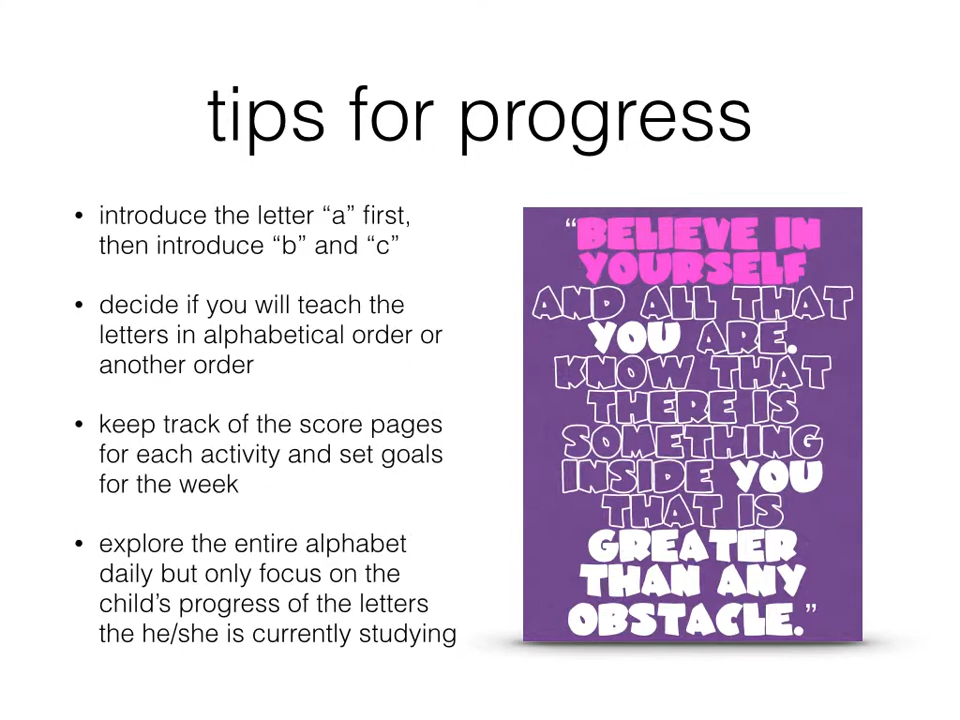 tips for progress
• introduce the letter “a” first,
then introduce “b” and “c”
• decide if you will teach the
letters in alphabetical order or
another order
• keep track of the score pages
for each activity and set goals
for the week
• explore the entire alphabet
daily but only focus on the
child’s progress of the letters
the he/she is currently studying
“BELIEVE IN
YOURSELF
AND ALL THAT
YOU ARE.
KNOW THAT
THERE IS
SOMETHING
INSIDE YOU
THAT IS
GREATER
THAN ANY
OBSTACLE.”